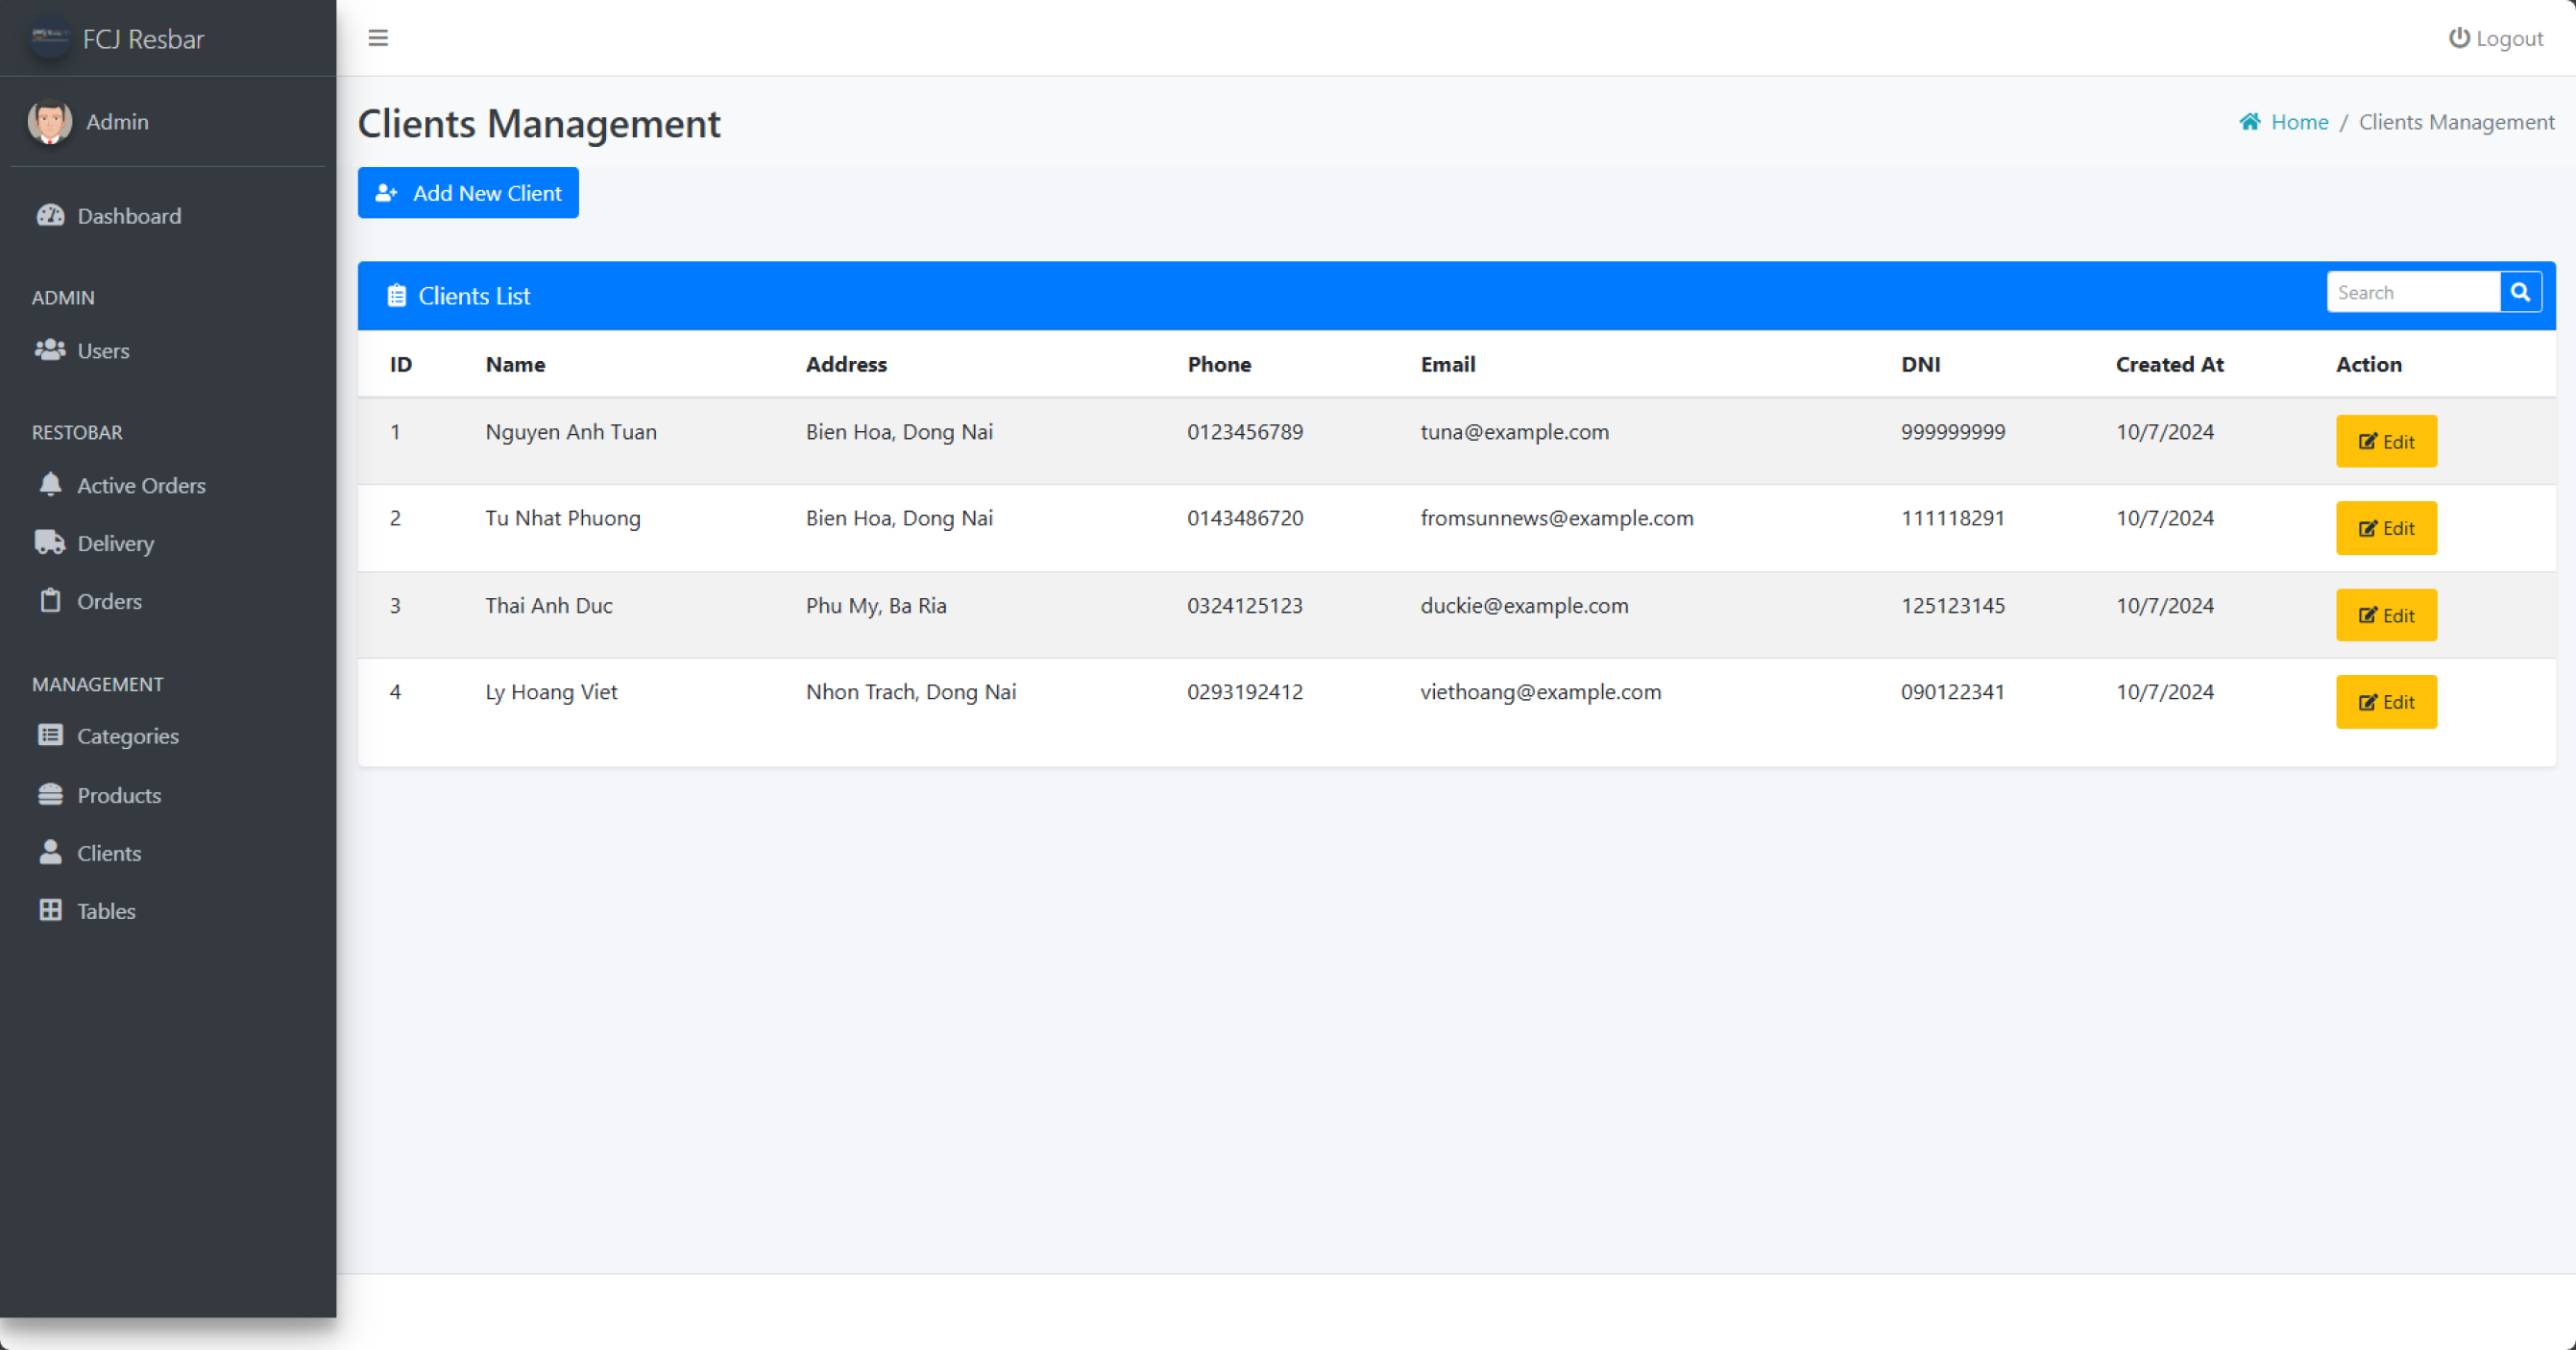 FCJ Resbar
Logout
Admin
Clients Management
Home / Clients Management
Add New Client
Dashboard
ADMIN
Users
RESTOBAR
Active Orders
Delivery
Orders
MANAGEMENT
Categories
Products
Clients
Tables
Clients List
Search
ID Name Address Phone Email DNI Created At Action
1 Nguyen Anh Tuan Bien Hoa, Dong Nai 0123456789 tuna@example.com 999999999 10/7/2024 Edit
2 Tu Nhat Phuong Bien Hoa, Dong Nai 0143486720 fromsunnews@example.com 111118291 10/7/2024 Edit
3 Thai Anh Duc Phu My, Ba Ria 0324125123 duckie@example.com 125123145 10/7/2024 Edit
4 Ly Hoang Viet Nhon Trach, Dong Nai 0293192412 viethoang@example.com 090122341 10/7/2024 Edit